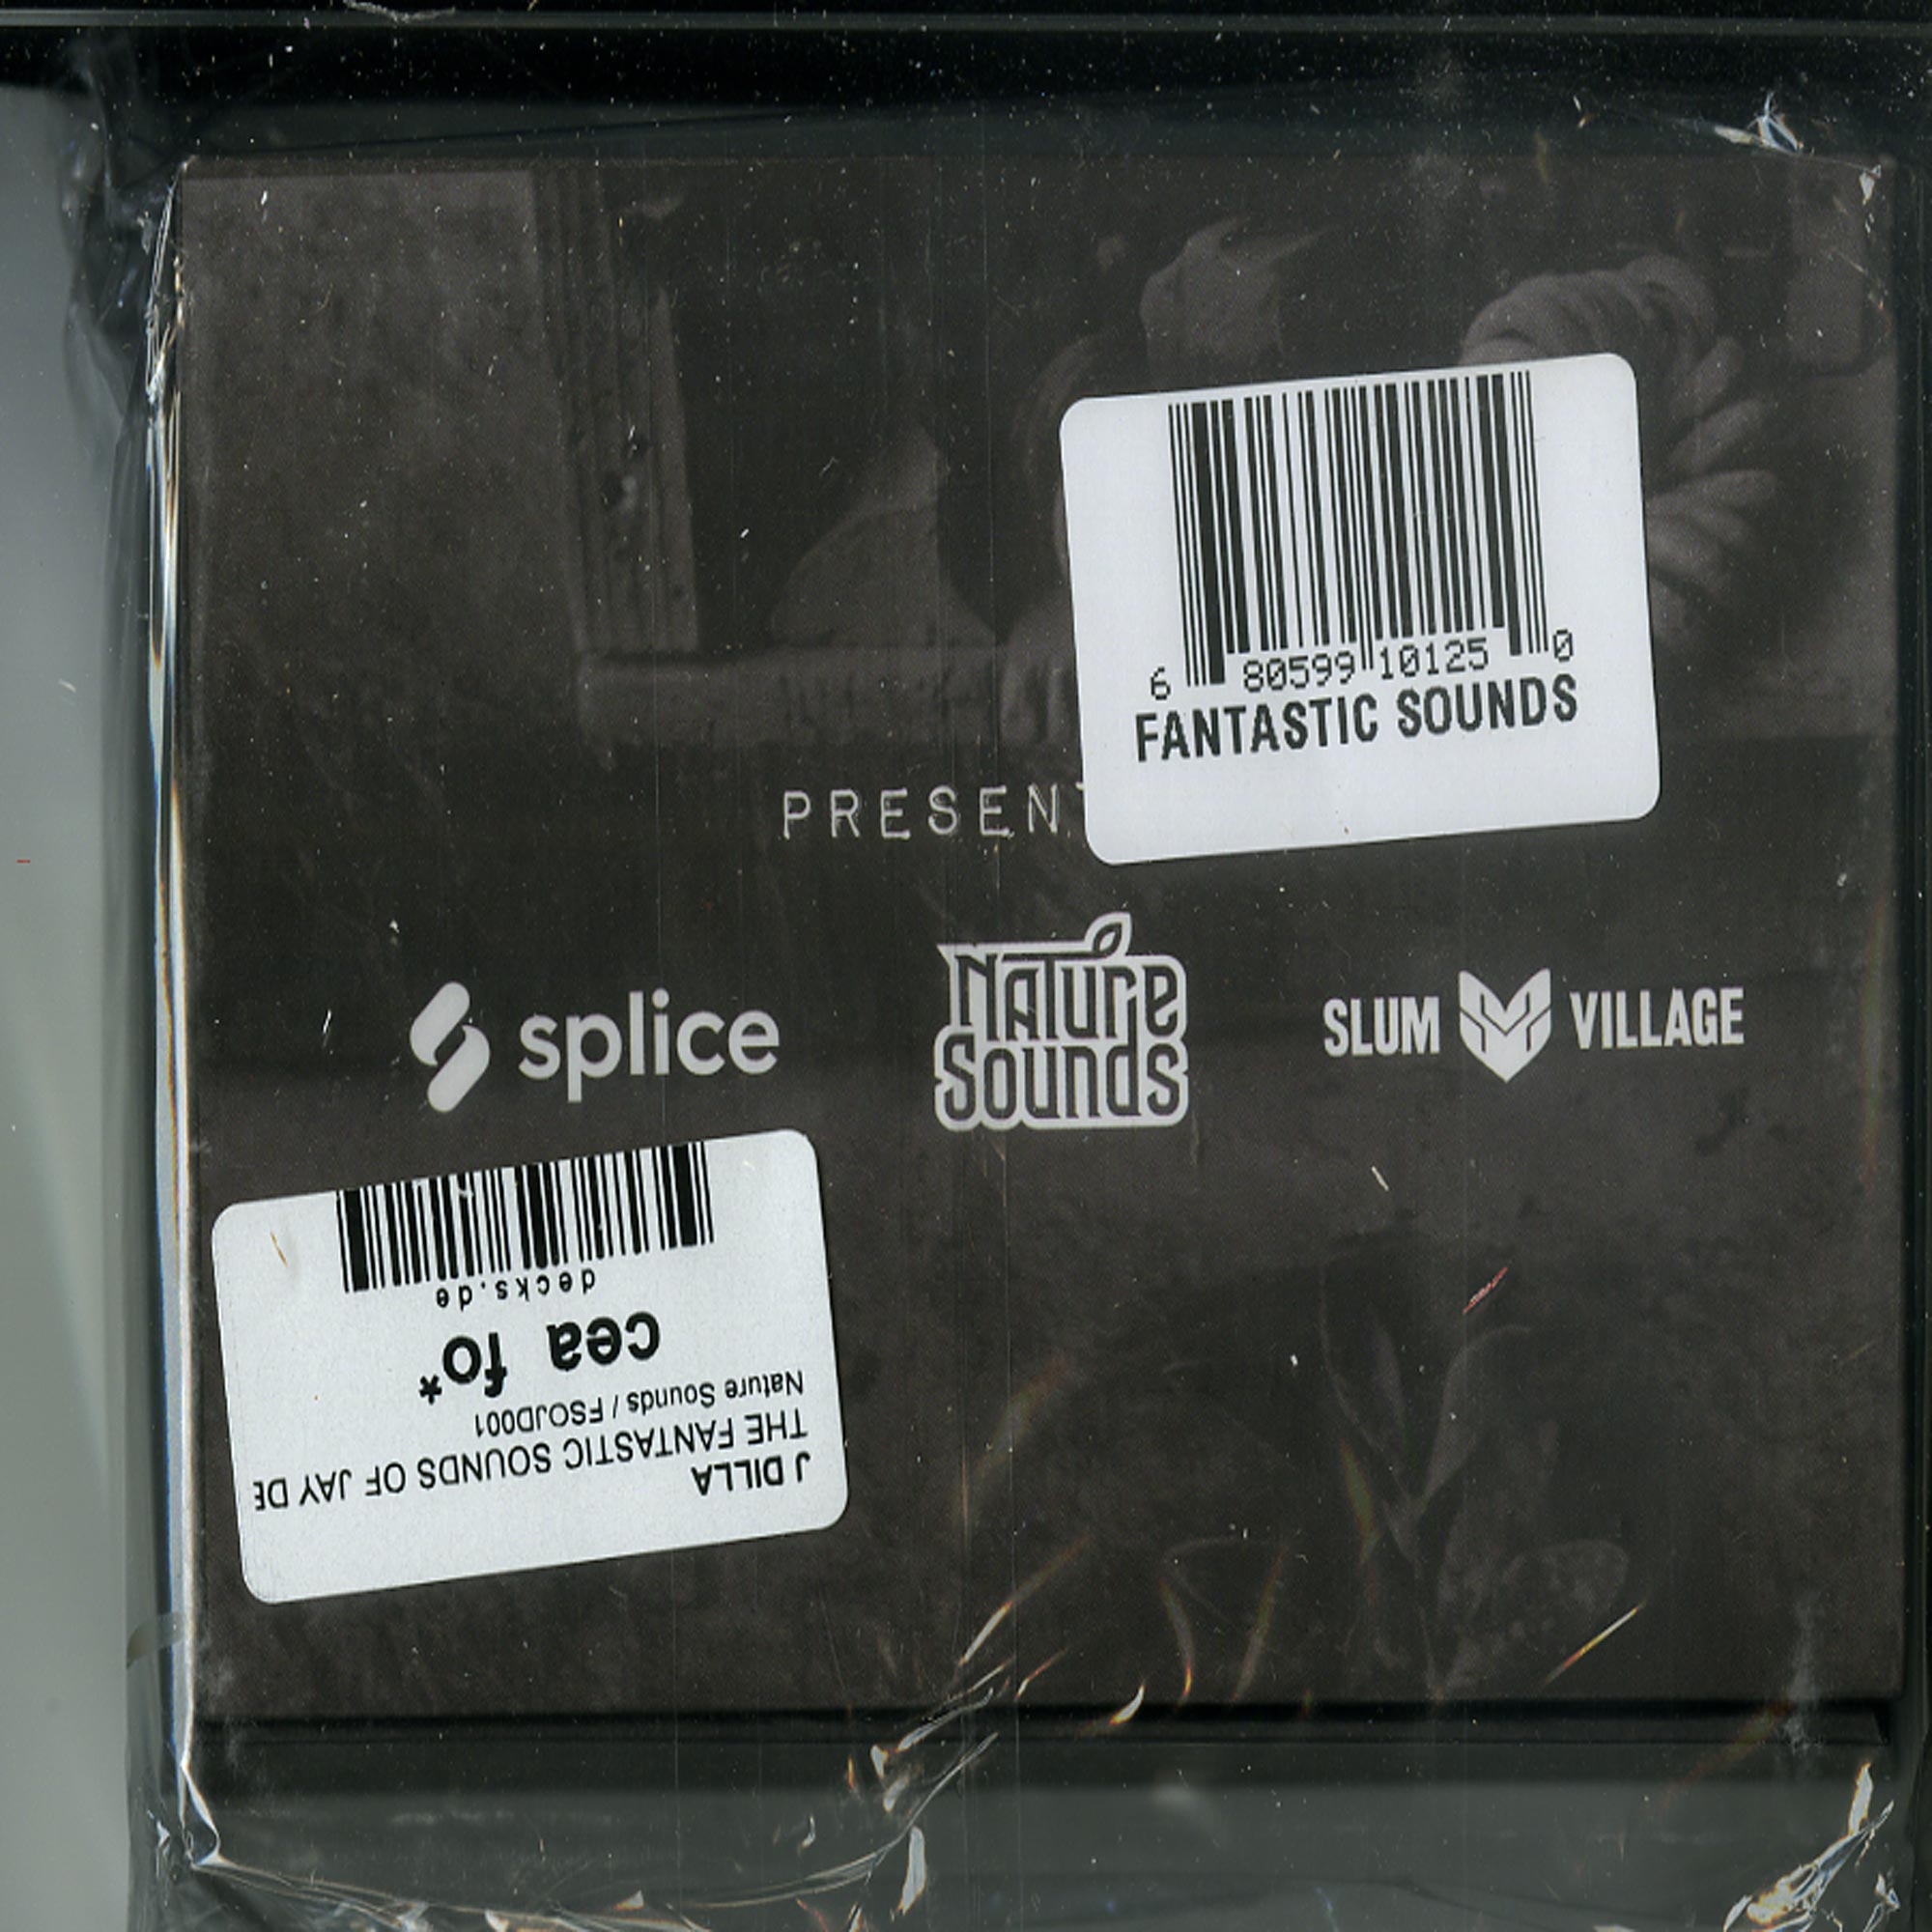 6 80599 10125 0
FANTASTIC SOUNDS
PRESEN
splice
NATURE
SOUNDS
SLUM VILLAGE
J DILLA
THE FANTASTIC SOUNDS OF JAY DE
Nature Sounds / FSOJD001
cea fo*
decks.de